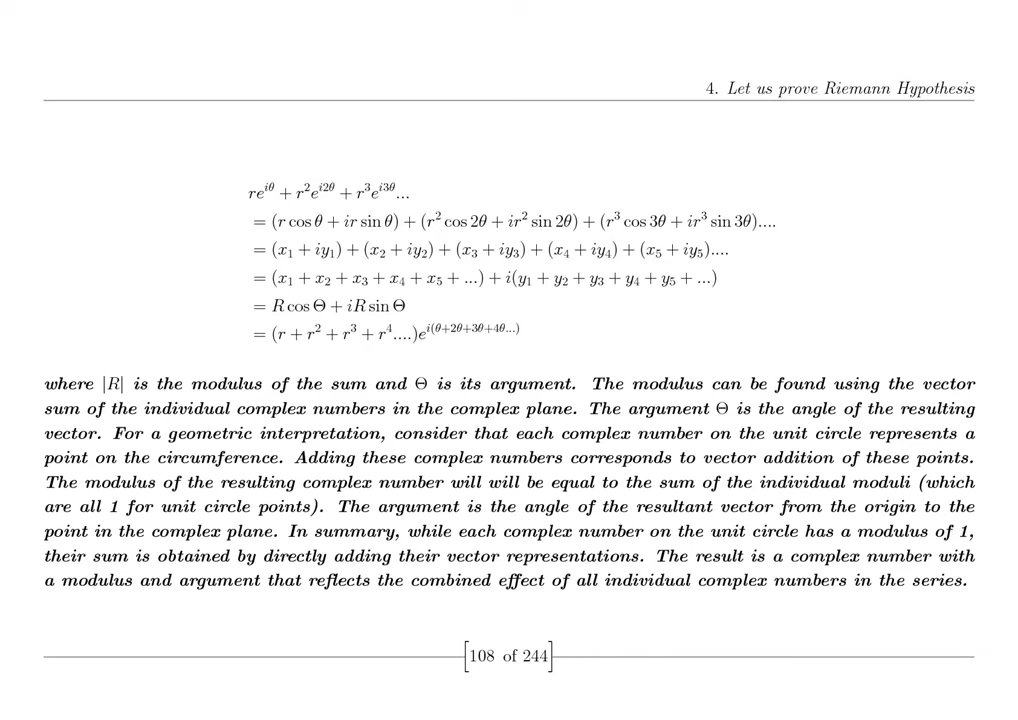 4. Let us prove Riemann Hypothesis
re^{iθ} + r^2e^{i2θ} + r^3e^{i3θ}...
= (r cos θ + ir sin θ) + (r^2 cos 2θ + ir^2 sin 2θ) + (r^3 cos 3θ + ir^3 sin 3θ)....
= (x_1 + iy_1) + (x_2 + iy_2) + (x_3 + iy_3) + (x_4 + iy_4) + (x_5 + iy_5)....
= (x_1 + x_2 + x_3 + x_4 + x_5 + ...) + i(y_1 + y_2 + y_3 + y_4 + y_5 + ...)
= R cos Θ + iR sin Θ
= (r + r^2 + r^3 + r^4....)e^{i(θ+2θ+3θ+4θ...)}
where |R| is the modulus of the sum and Θ is its argument. The modulus can be found using the vector
sum of the individual complex numbers in the complex plane. The argument Θ is the angle of the resulting
vector. For a geometric interpretation, consider that each complex number on the unit circle represents a
point on the circumference. Adding these complex numbers corresponds to vector addition of these points.
The modulus of the resulting complex number will will be equal to the sum of the individual moduli (which
are all 1 for unit circle points). The argument is the angle of the resultant vector from the origin to the
point in the complex plane. In summary, while each complex number on the unit circle has a modulus of 1,
their sum is obtained by directly adding their vector representations. The result is a complex number with
a modulus and argument that reflects the combined effect of all individual complex numbers in the series.
[108 of 244]